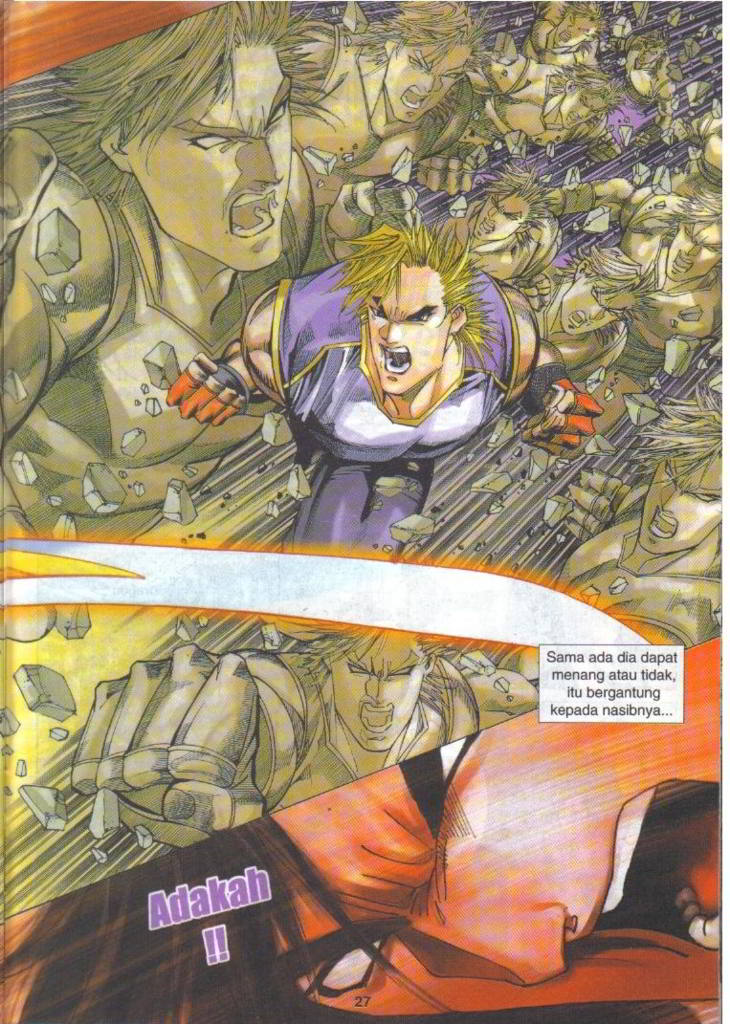 Sama ada dia dapat
menang atau tidak,
itu bergantung
kepada nasibnya...
Adakah
!!
27